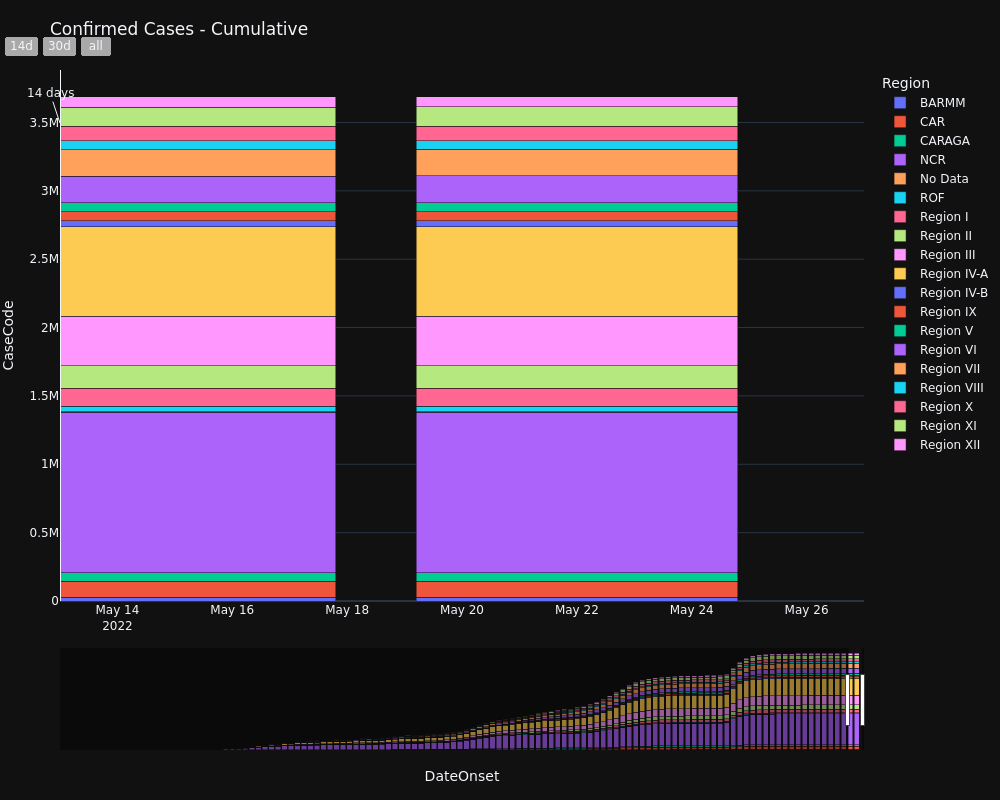 Confirmed Cases - Cumulative
14d
30d
all
14 days
CaseCode
3.5M
3M
2.5M
2M
1.5M
1M
0.5M
0
May 14
2022
May 16
May 18
May 20
May 22
May 24
May 26
DateOnset
Region
BARMM
CAR
CARAGA
NCR
No Data
ROF
Region I
Region II
Region III
Region IV-A
Region IV-B
Region IX
Region V
Region VI
Region VII
Region VIII
Region X
Region XI
Region XII